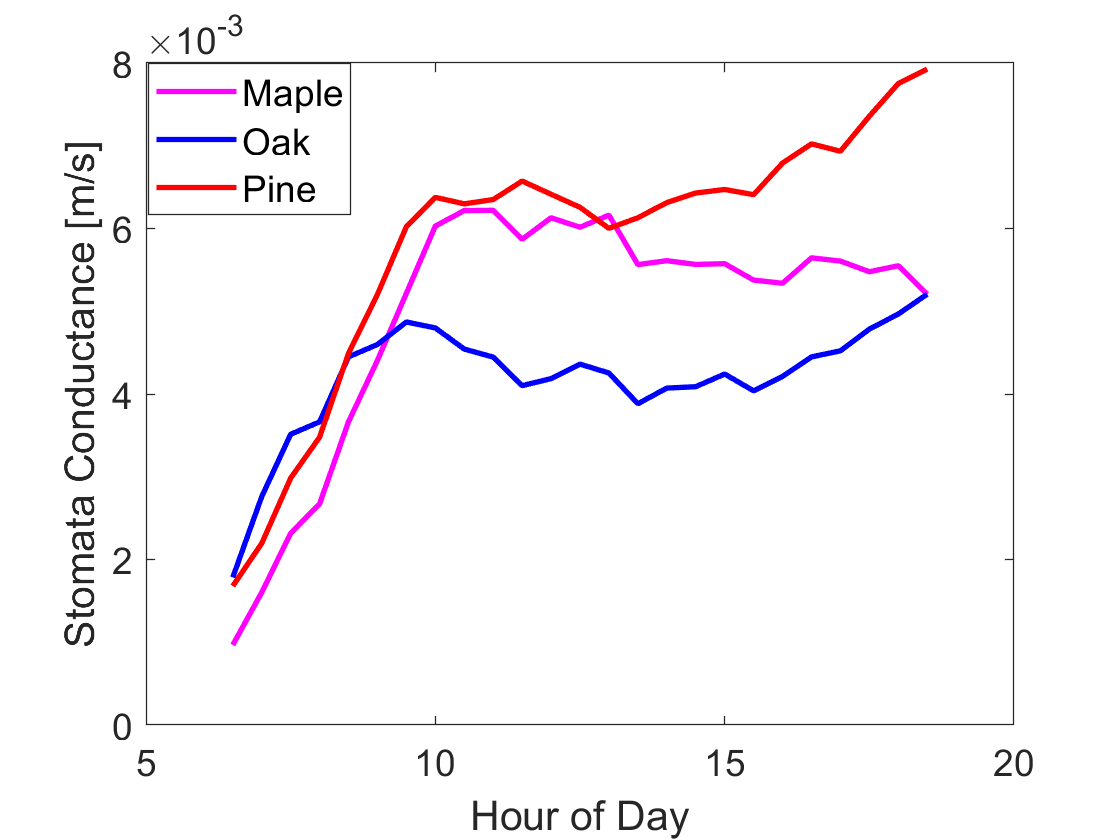 ×10⁻³
8
6
4
2
0
Stomata Conductance [m/s]
Maple
Oak
Pine
5 10 15 20
Hour of Day